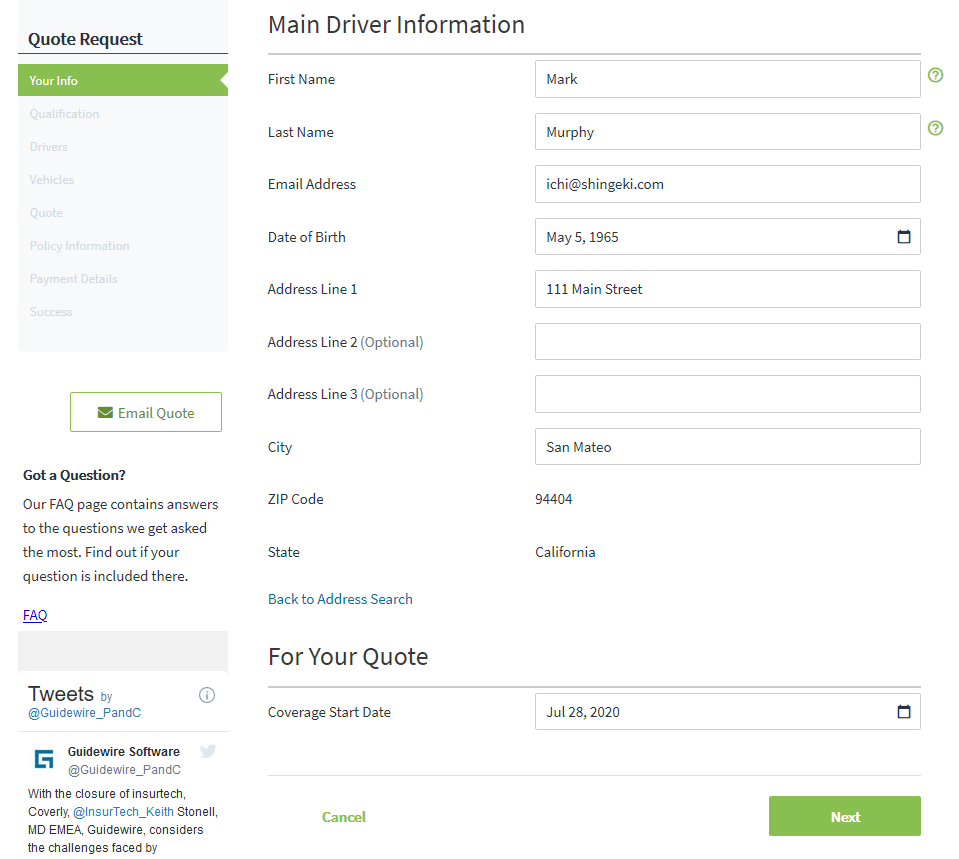 Quote Request
Your Info
Qualification
Drivers
Vehicles
Quote
Policy Information
Payment Details
Success
Email Quote
Got a Question?
Our FAQ page contains answers
to the questions we get asked
the most. Find out if your
question is included there.
FAQ
Tweets by
@Guidewire_PandC
Guidewire Software
@Guidewire_PandC
With the closure of insurtech,
Coverly, @InsurTech_Keith Stonell,
MD EMEA, Guidewire, considers
the challenges faced by
Main Driver Information
First Name Mark
Last Name Murphy
Email Address ichi@shingeki.com
Date of Birth May 5, 1965
Address Line 1 111 Main Street
Address Line 2 (Optional)
Address Line 3 (Optional)
City San Mateo
ZIP Code 94404
State California
Back to Address Search
For Your Quote
Coverage Start Date Jul 28, 2020
Cancel Next